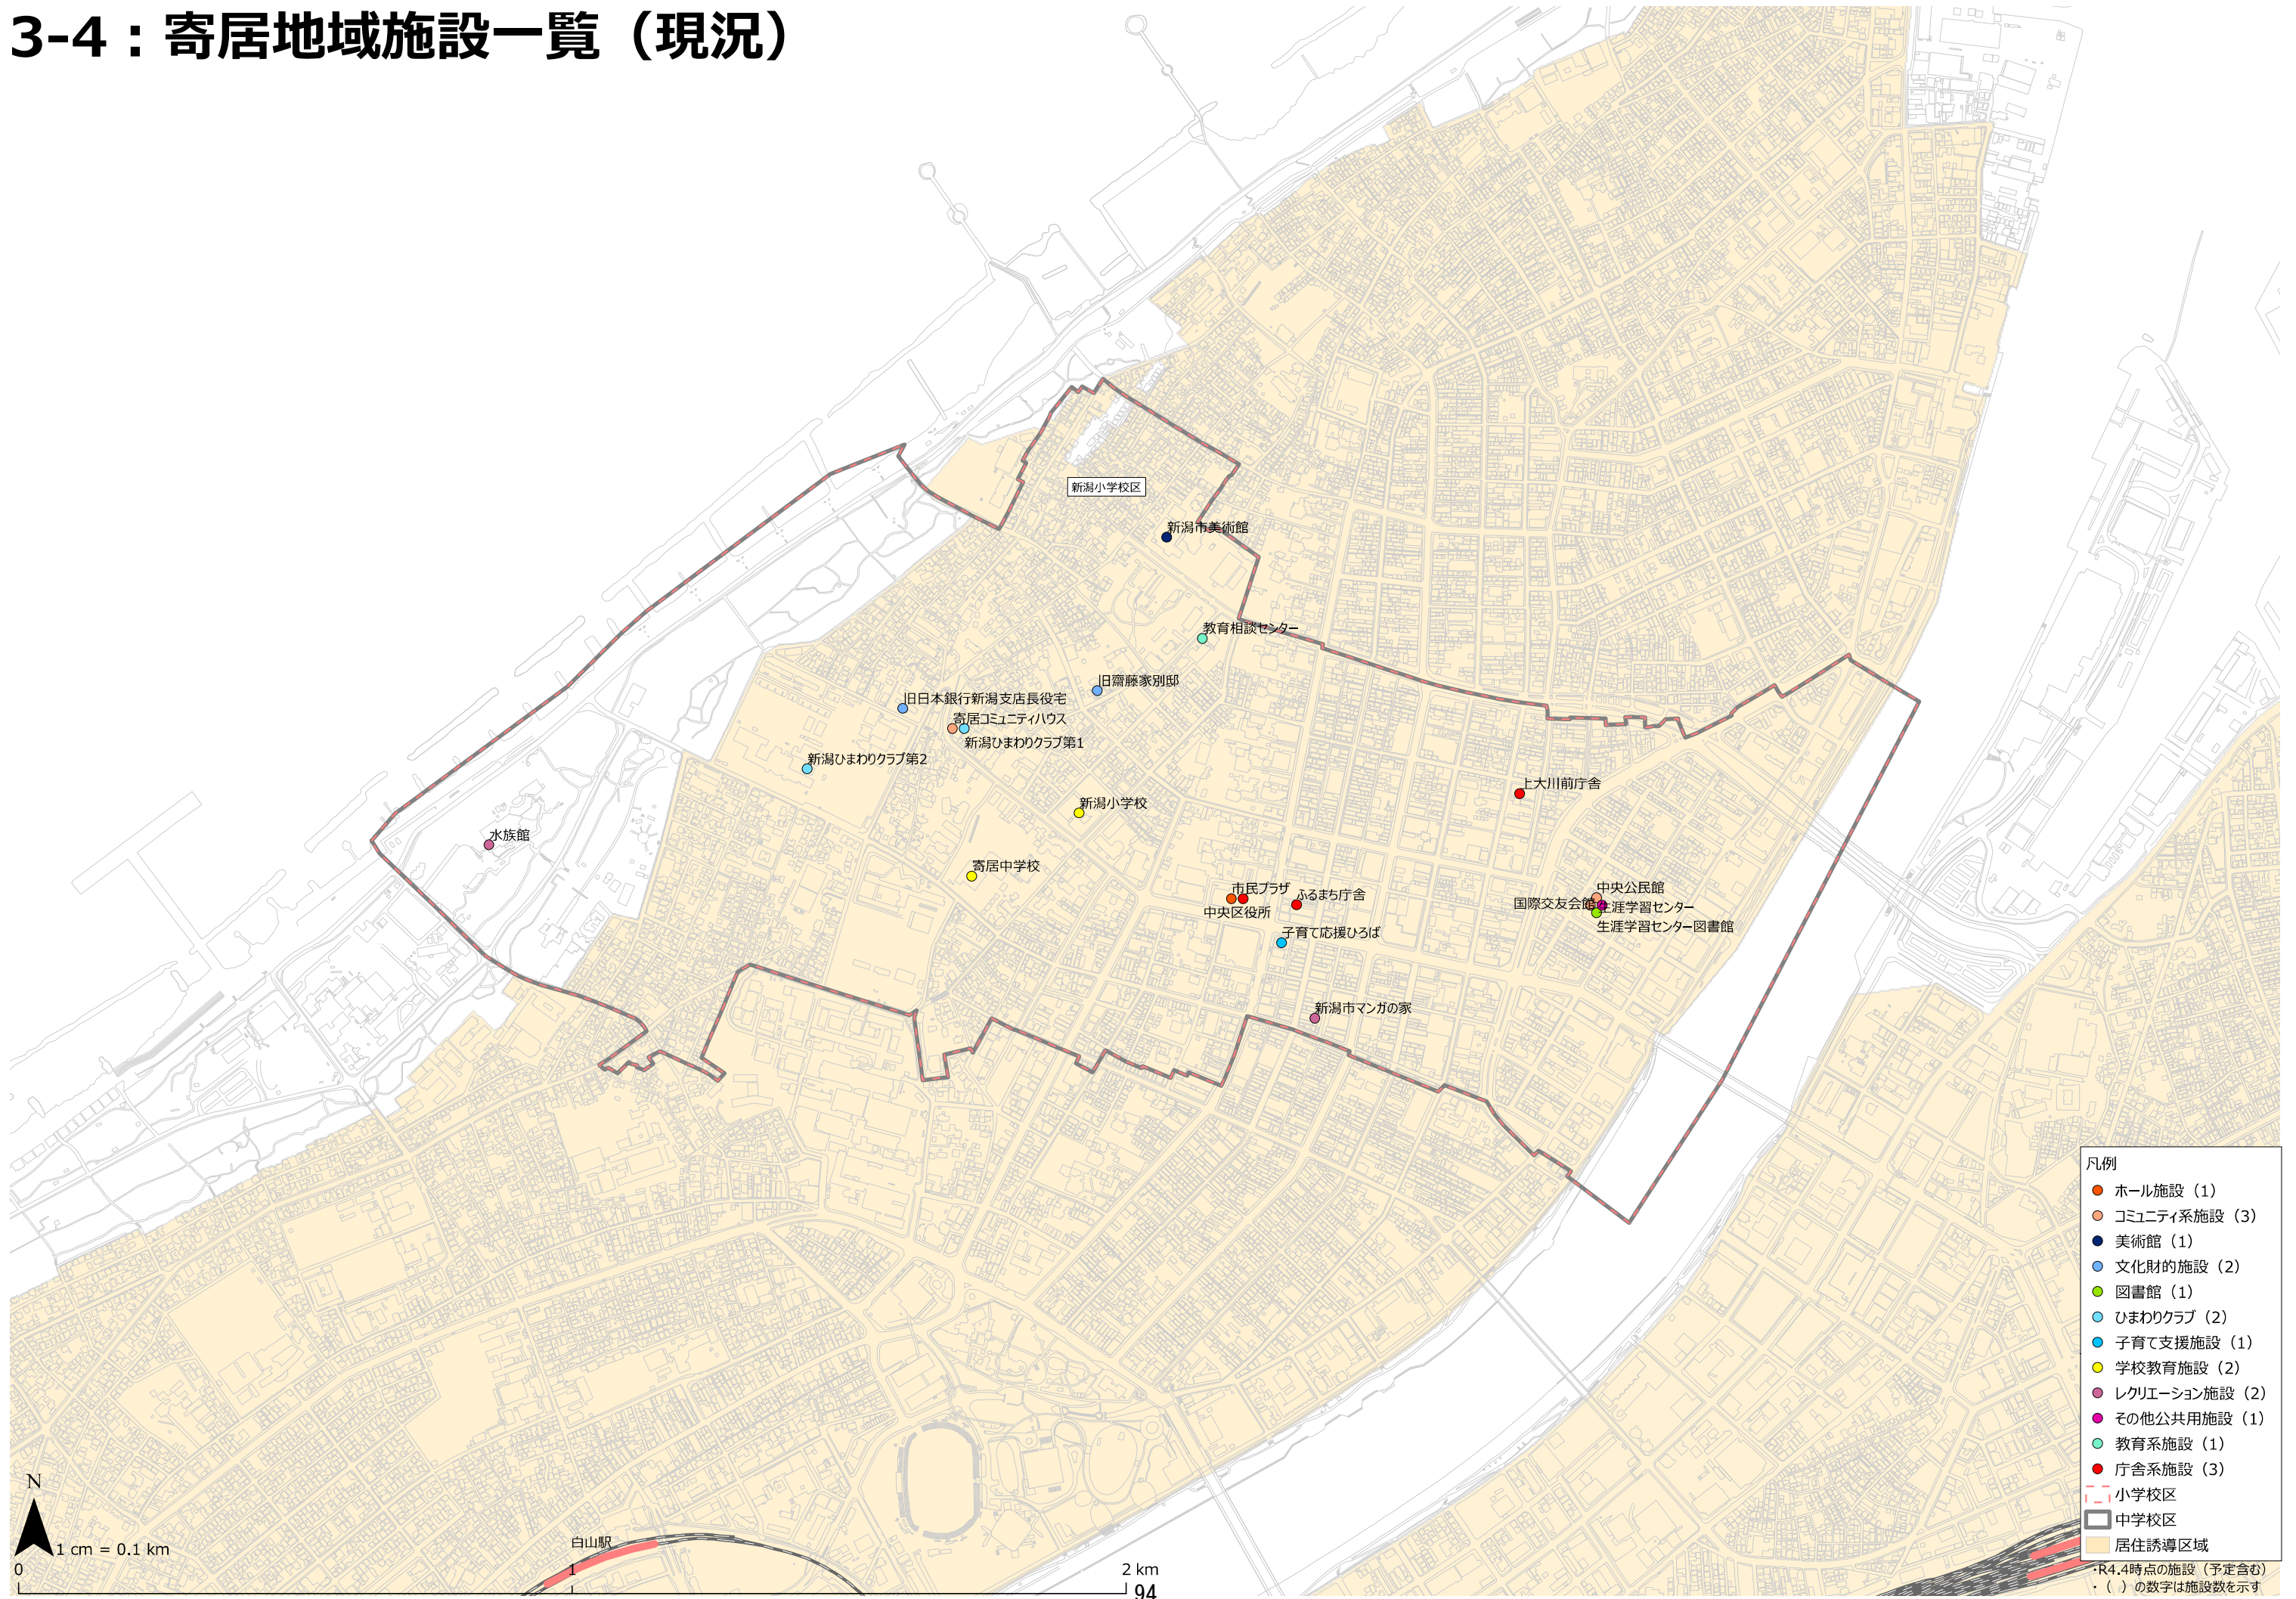 3-4：寄居地域施設一覧（現況）
新潟小学校区
新潟市美術館
教育相談センター
旧齋藤家別邸
旧日本銀行新潟支店長役宅
寄居コミュニティハウス
新潟ひまわりクラブ第1
新潟ひまわりクラブ第2
上大川前庁舎
新潟小学校
水族館
寄居中学校
市民プラザ
中央区役所
ふるまち庁舎
中央公民館
国際交友会館
生涯学習センター
生涯学習センター図書館
子育て応援ひろば
新潟市マンガの家
凡例
ホール施設（1）
コミュニティ系施設（3）
美術館（1）
文化財的施設（2）
図書館（1）
ひまわりクラブ（2）
子育て支援施設（1）
学校教育施設（2）
レクリエーション施設（2）
その他公共用施設（1）
教育系施設（1）
庁舎系施設（3）
小学校区
中学校区
居住誘導区域
・R4.4時点の施設（予定含む）
・（　）の数字は施設数を示す
N
1 cm = 0.1 km
白山駅
0 1 2 km
94